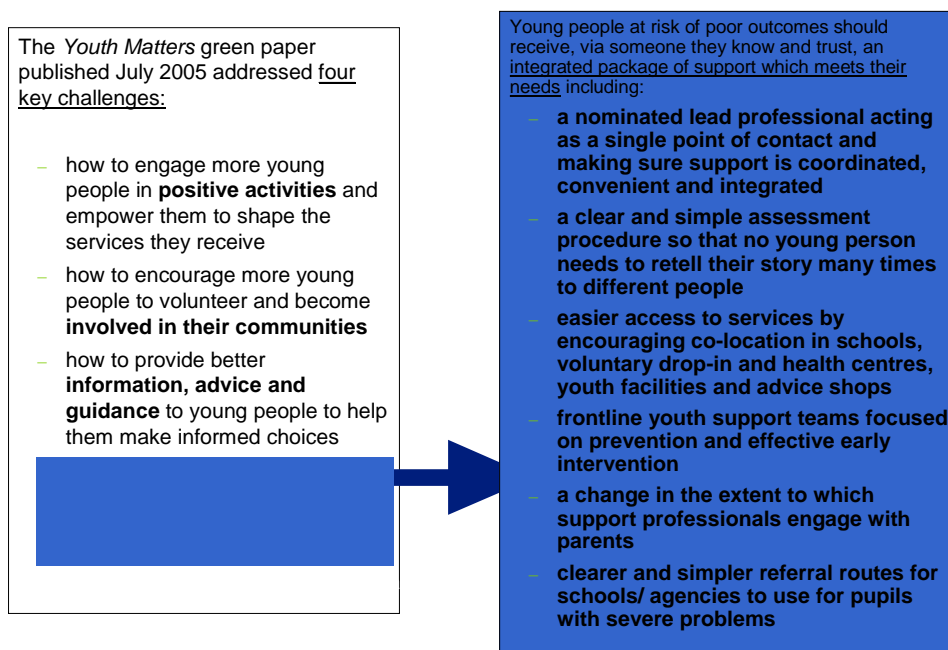 The Youth Matters green paper
published July 2005 addressed four
key challenges:
– how to engage more young
people in positive activities and
empower them to shape the
services they receive
– how to encourage more young
people to volunteer and become
involved in their communities
– how to provide better
information, advice and
guidance to young people to help
them make informed choices
Young people at risk of poor outcomes should
receive, via someone they know and trust, an
integrated package of support which meets their
needs including:
– a nominated lead professional acting
as a single point of contact and
making sure support is coordinated,
convenient and integrated
– a clear and simple assessment
procedure so that no young person
needs to retell their story many times
to different people
– easier access to services by
encouraging co-location in schools,
voluntary drop-in and health centres,
youth facilities and advice shops
– frontline youth support teams focused
on prevention and effective early
intervention
– a change in the extent to which
support professionals engage with
parents
– clearer and simpler referral routes for
schools/ agencies to use for pupils
with severe problems